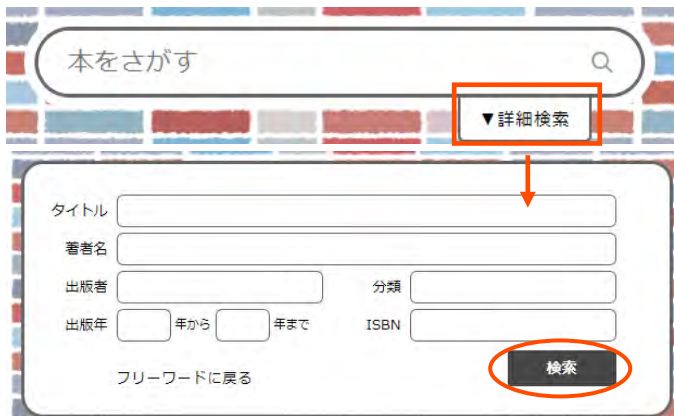 本をさがす
▼詳細検索
タイトル
著者名
出版者 分類
出版年 年から 年まで ISBN
フリーワードに戻る 検索